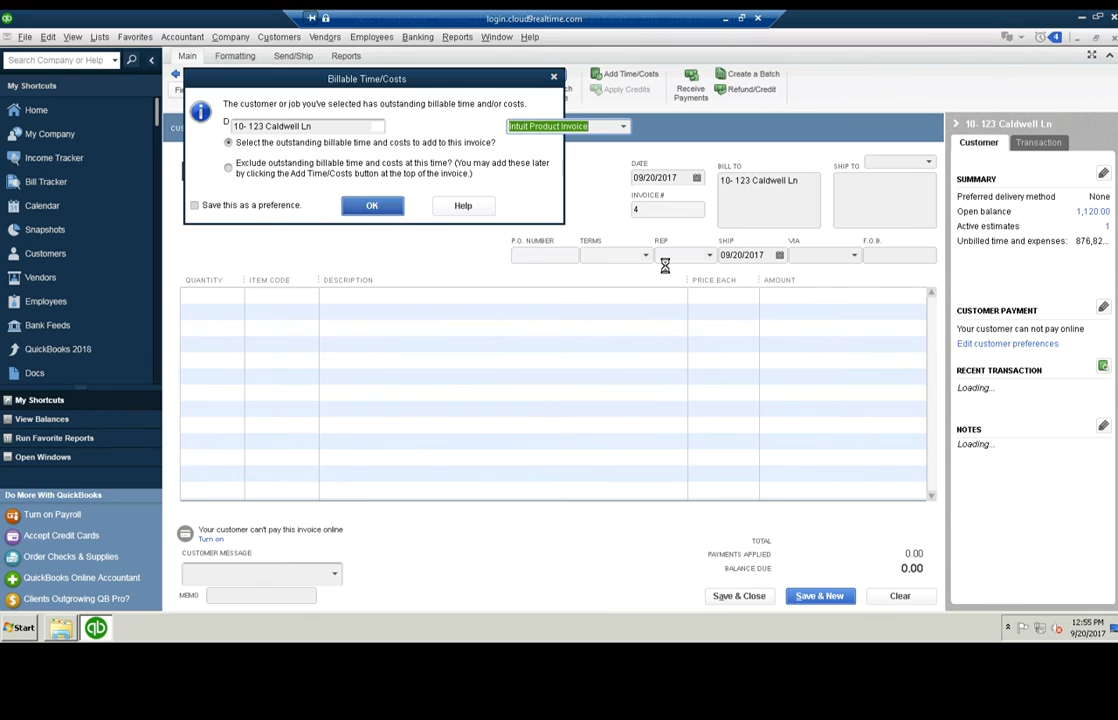 login.cloud9realtime.com
File Edit View Lists Favorites Accountant Company Customers Vendors Employees Banking Reports Window Help
4
Search Company or Help
Main Formatting Send/Ship Reports
My Shortcuts
Home
My Company
Income Tracker
Bill Tracker
Calendar
Snapshots
Customers
Vendors
Employees
Bank Feeds
QuickBooks 2018
Docs
My Shortcuts
View Balances
Run Favorite Reports
Open Windows
Do More With QuickBooks
Turn on Payroll
Accept Credit Cards
Order Checks & Supplies
QuickBooks Online Accountant
Clients Outgrowing QB Pro?
Add Time/Costs
Apply Credits
Receive
Payments
Create a Batch
Refund/Credit
Billable Time/Costs
The customer or job you've selected has outstanding billable time and/or costs.
D
10- 123 Caldwell Ln
Select the outstanding billable time and costs to add to this invoice?
Exclude outstanding billable time and costs at this time? (You may add these later
by clicking the Add Time/Costs button at the top of the invoice.)
Save this as a preference.
OK
Help
Intuit Product Invoice
DATE
09/20/2017
INVOICE #
4
BILL TO
10- 123 Caldwell Ln
SHIP TO
P.O. NUMBER TERMS REP SHIP VIA F.O.B.
09/20/2017
QUANTITY ITEM CODE DESCRIPTION PRICE EACH AMOUNT
Your customer can't pay this invoice online
Turn on
CUSTOMER MESSAGE
MEMO
TOTAL
PAYMENTS APPLIED 0.00
BALANCE DUE 0.00
Save & Close
Save & New
Clear
10- 123 Caldwell Ln
Customer Transaction
SUMMARY
Preferred delivery method None
Open balance 1,120.00
Active estimates 1
Unbilled time and expenses: 876,82...
CUSTOMER PAYMENT
Your customer can not pay online
Edit customer preferences
RECENT TRANSACTION
Loading...
NOTES
Loading...
Start
qb
12:55 PM
9/20/2017